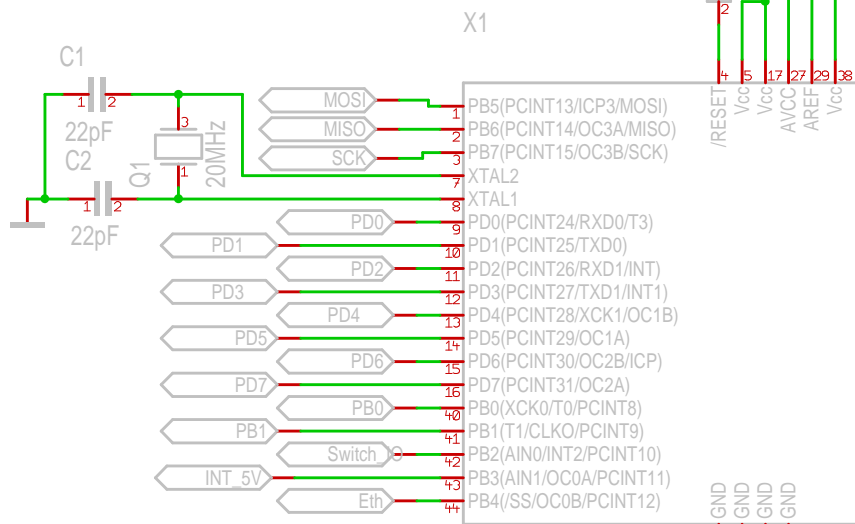 X1
2
C1
1 2
22pF
C2
1 2
22pF
Q1
3
1
20MHz
4 5 17 27 29 38
/RESET Vcc Vcc AVCC AREF Vcc
MOSI 1 PB5(PCINT13/ICP3/MOSI)
MISO 2 PB6(PCINT14/OC3A/MISO)
SCK 3 PB7(PCINT15/OC3B/SCK)
7 XTAL2
8 XTAL1
PD0 9 PD0(PCINT24/RXD0/T3)
PD1 10 PD1(PCINT25/TXD0)
PD2 11 PD2(PCINT26/RXD1/INT)
PD3 12 PD3(PCINT27/TXD1/INT1)
PD4 13 PD4(PCINT28/XCK1/OC1B)
PD5 14 PD5(PCINT29/OC1A)
PD6 15 PD6(PCINT30/OC2B/ICP)
PD7 16 PD7(PCINT31/OC2A)
PB0 40 PB0(XCK0/T0/PCINT8)
PB1 41 PB1(T1/CLKO/PCINT9)
Switch_IO 42 PB2(AIN0/INT2/PCINT10)
INT_5V 43 PB3(AIN1/OC0A/PCINT11)
Eth 44 PB4(/SS/OC0B/PCINT12)
GND GND GND GND